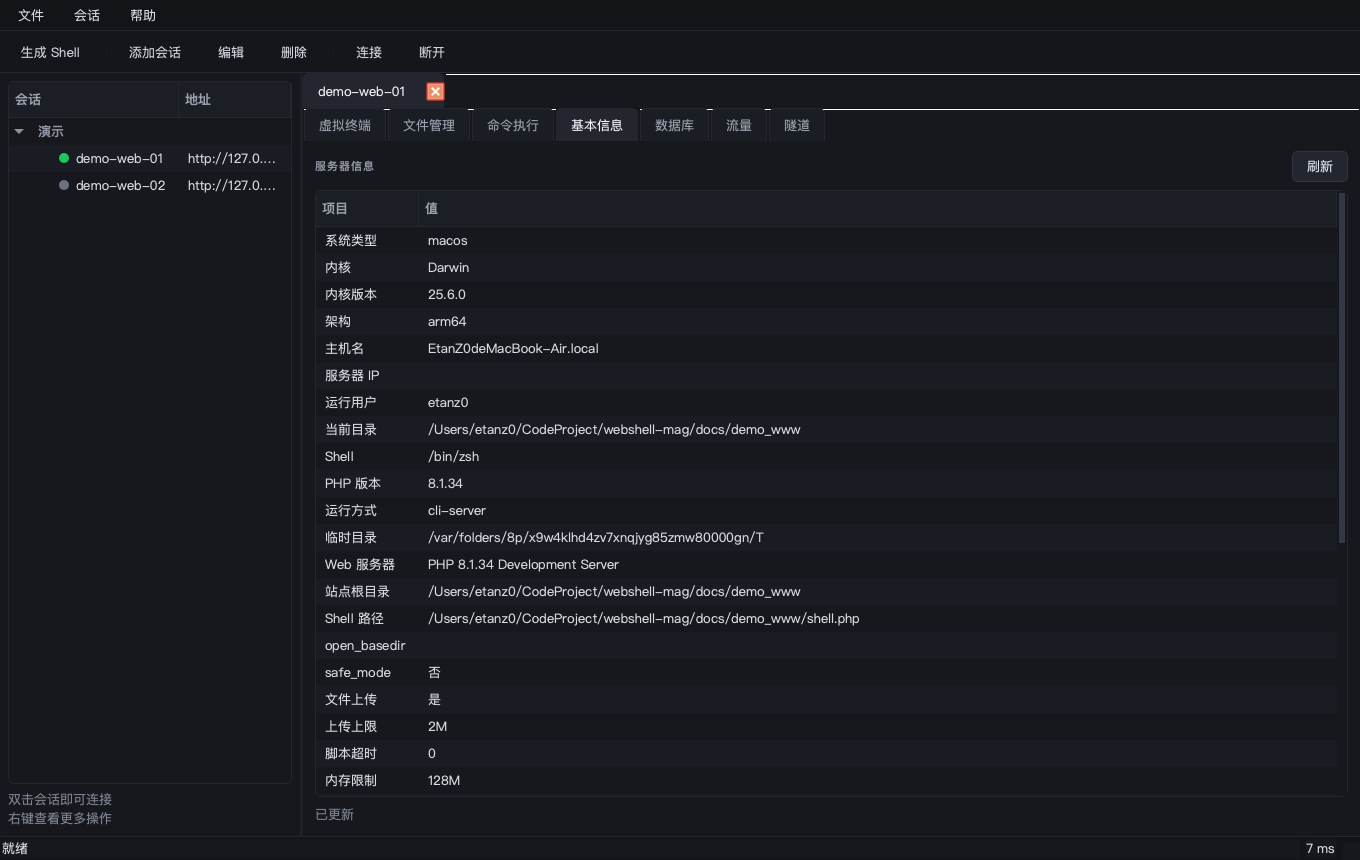 文件 会话 帮助
生成 Shell 添加会话 编辑 删除 连接 断开
会话 地址
演示
demo-web-01 http://127.0....
demo-web-02 http://127.0....
双击会话即可连接
右键查看更多操作
demo-web-01
虚拟终端 文件管理 命令执行 基本信息 数据库 流量 隧道
服务器信息 刷新
项目 值
系统类型 macos
内核 Darwin
内核版本 25.6.0
架构 arm64
主机名 EtanZ0deMacBook-Air.local
服务器 IP
运行用户 etanz0
当前目录 /Users/etanz0/CodeProject/webshell-mag/docs/demo_www
Shell /bin/zsh
PHP 版本 8.1.34
运行方式 cli-server
临时目录 /var/folders/8p/x9w4klhd4zv7xnqjyg85zmw80000gn/T
Web 服务器 PHP 8.1.34 Development Server
站点根目录 /Users/etanz0/CodeProject/webshell-mag/docs/demo_www
Shell 路径 /Users/etanz0/CodeProject/webshell-mag/docs/demo_www/shell.php
open_basedir
safe_mode 否
文件上传 是
上传上限 2M
脚本超时 0
内存限制 128M
已更新
就绪 7 ms